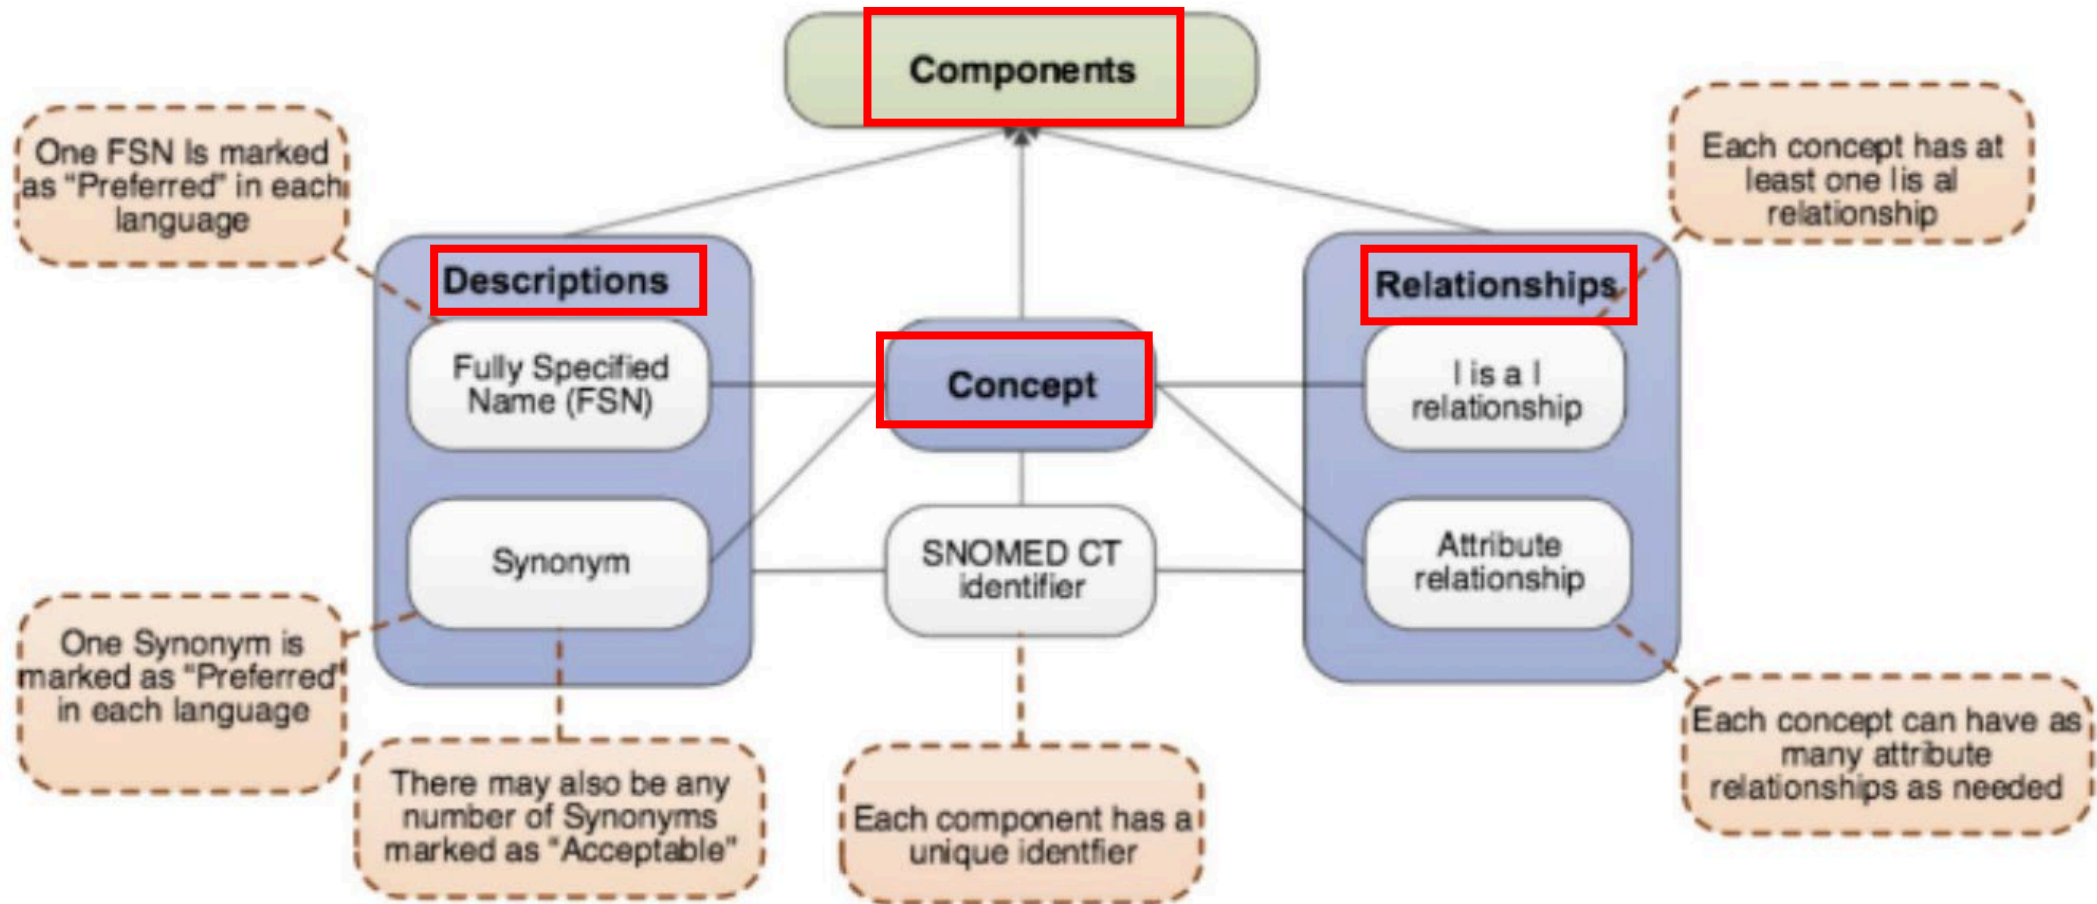 Components
One FSN Is marked
as “Preferred” in each
language
Each concept has at
least one lis al
relationship
Descriptions
Relationships
Fully Specified
Name (FSN)
Concept
I is a I
relationship
Synonym
SNOMED CT
identifier
Attribute
relationship
One Synonym is
marked as “Preferred”
in each language
There may also be any
number of Synonyms
marked as “Acceptable”
Each component has a
unique identfier
Each concept can have as
many attribute
relationships as needed